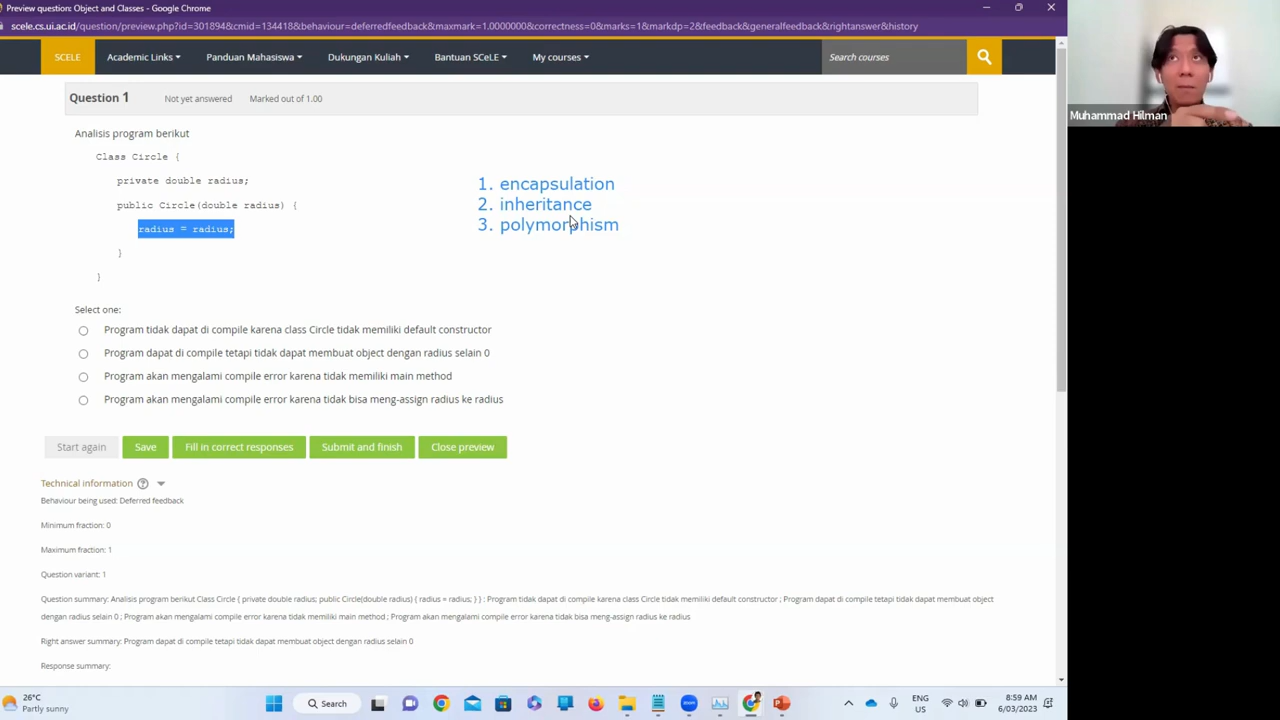 Preview question: Object and Classes - Google Chrome
scele.cs.ui.ac.id/question/preview.php?id=301894&cmid=134418&behaviour=deferredfeedback&maxmark=1.0000000&correctness=0&marks=1&markdp=2&feedback&generalfeedback&rightanswer&history
SCELE Academic Links Panduan Mahasiswa Dukungan Kuliah Bantuan SCeLE My courses Search courses
Question 1 Not yet answered Marked out of 1.00
Muhammad Hilman
Analisis program berikut
Class Circle {
private double radius;
public Circle(double radius) {
radius = radius;
}
}
1. encapsulation
2. inheritance
3. polymorphism
Select one:
Program tidak dapat di compile karena class Circle tidak memiliki default constructor
Program dapat di compile tetapi tidak dapat membuat object dengan radius selain 0
Program akan mengalami compile error karena tidak memiliki main method
Program akan mengalami compile error karena tidak bisa meng-assign radius ke radius
Start again Save Fill in correct responses Submit and finish Close preview
Technical information
Behaviour being used: Deferred feedback
Minimum fraction: 0
Maximum fraction: 1
Question variant: 1
Question summary: Analisis program berikut Class Circle { private double radius; public Circle(double radius) { radius = radius; } } : Program tidak dapat di compile karena class Circle tidak memiliki default constructor ; Program dapat di compile tetapi tidak dapat membuat object
dengan radius selain 0 ; Program akan mengalami compile error karena tidak memiliki main method ; Program akan mengalami compile error karena tidak bisa meng-assign radius ke radius
Right answer summary: Program dapat di compile tetapi tidak dapat membuat object dengan radius selain 0
Response summary:
26°C
Partly sunny
Search
ENG
US
8:59 AM
6/03/2023